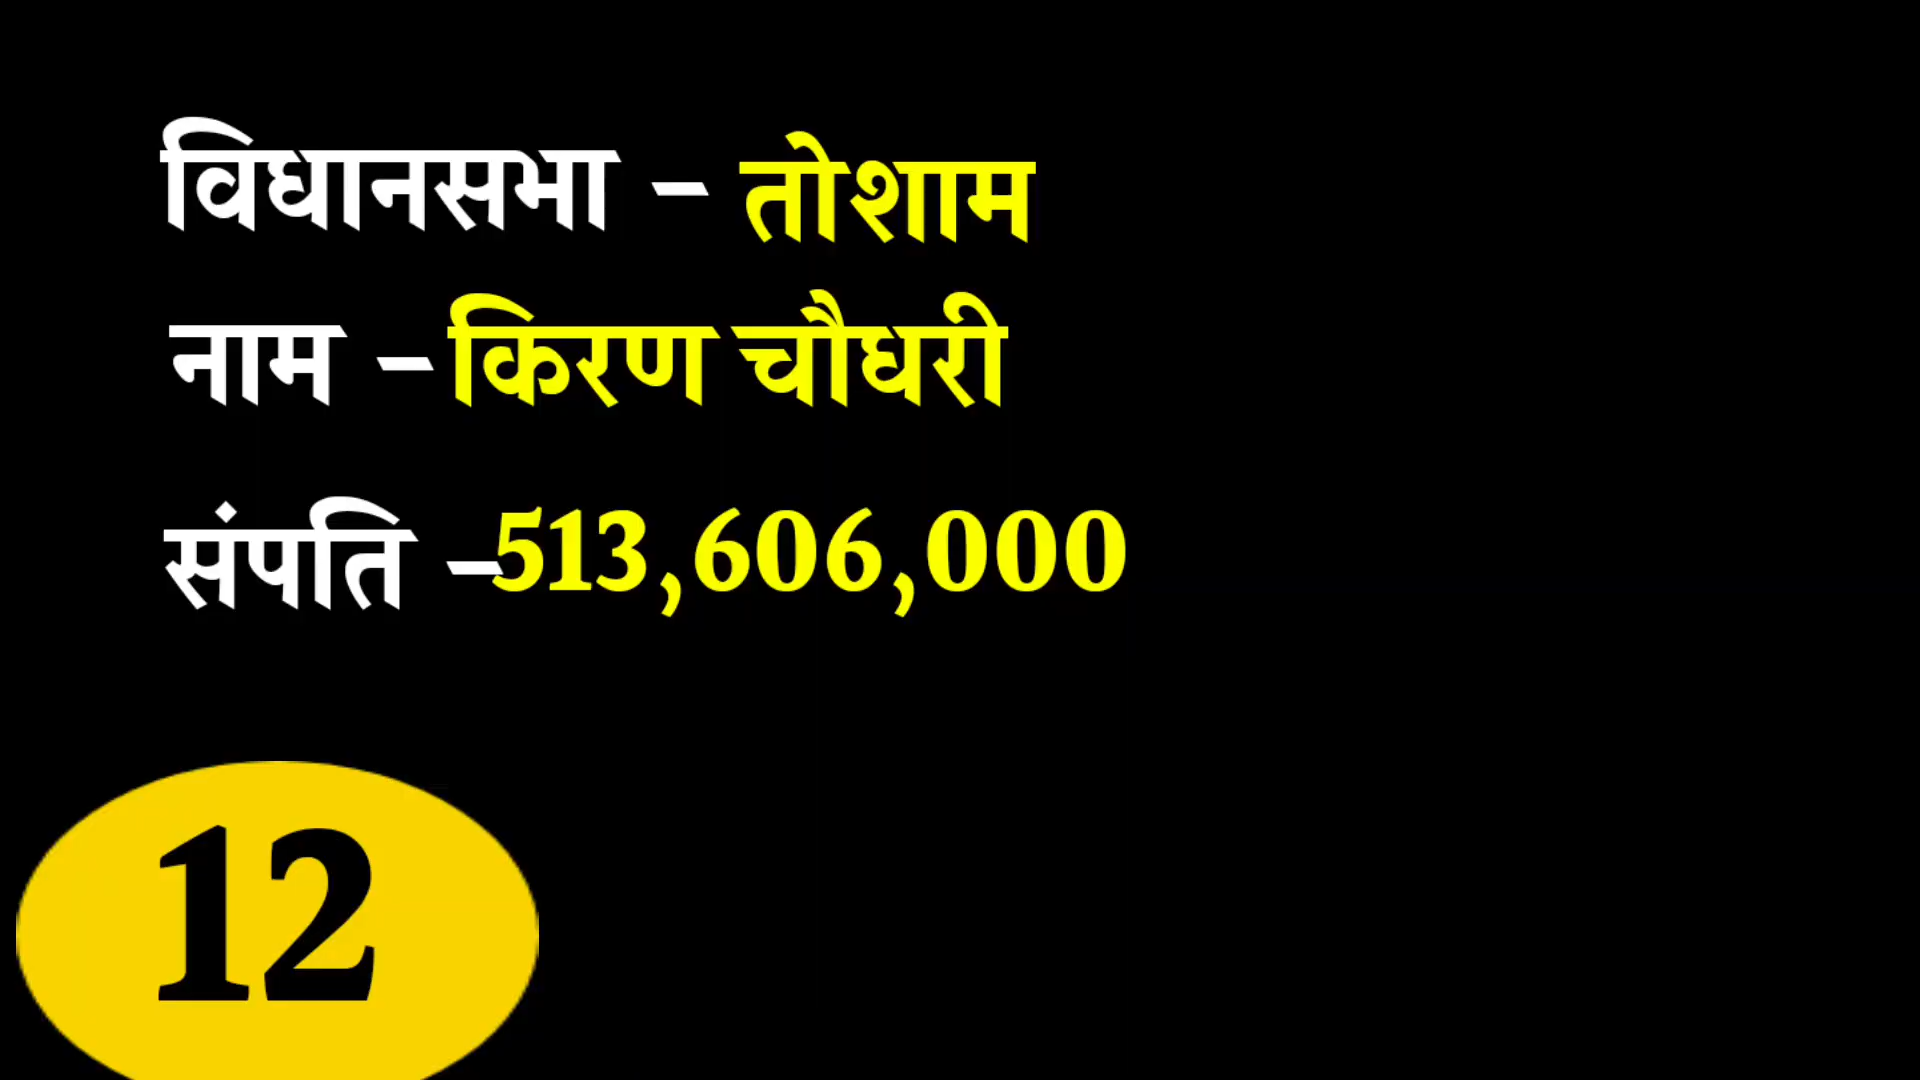 विधानसभा - तोशाम
नाम - किरण चौधरी
संपति - 513,606,000
12